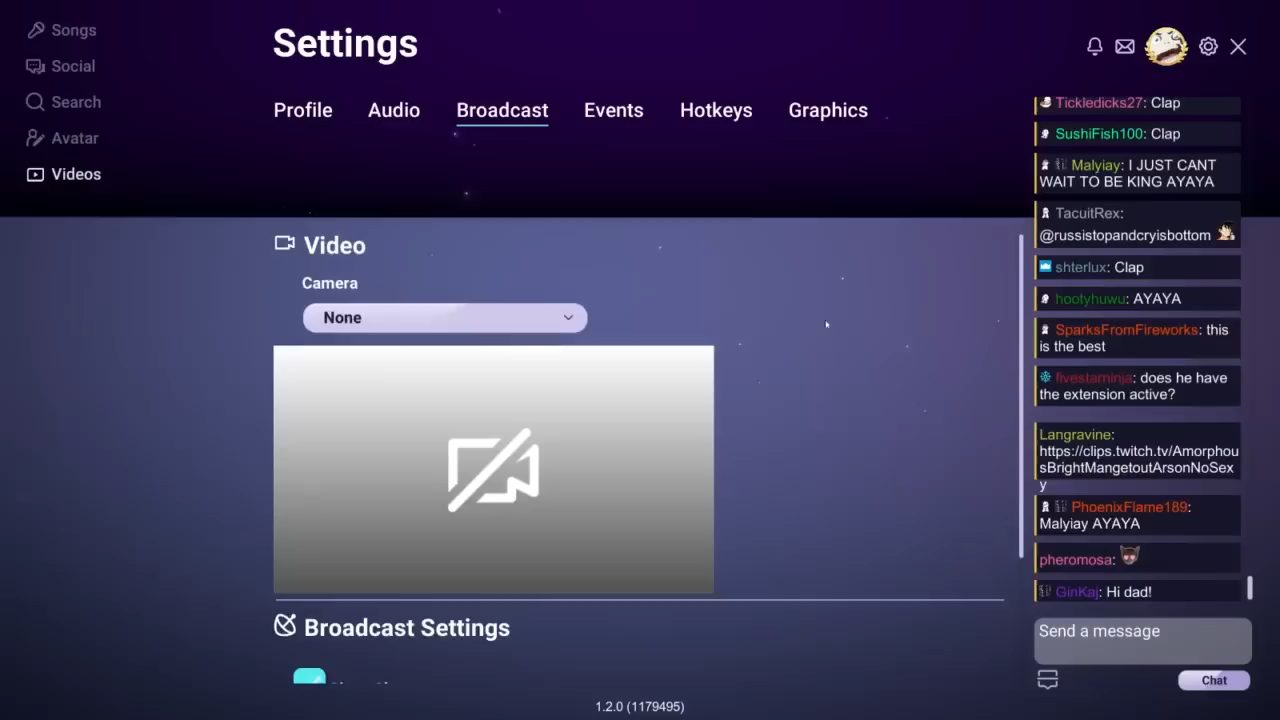 Songs
Social
Search
Avatar
Videos
Settings
Profile
Audio
Broadcast
Events
Hotkeys
Graphics
Video
Camera
None
Broadcast Settings
1.2.0 (1179495)
Tickledicks27: Clap
SushiFish100: Clap
Malyiay: I JUST CANT
WAIT TO BE KING AYAYA
TacuitRex:
@russistopandcryisbottom
shterlux: Clap
hootyhuwu: AYAYA
SparksFromFireworks: this
is the best
fivestarninja: does he have
the extension active?
Langravine:
https://clips.twitch.tv/Amorphou
sBrightMangetoutArsonNoSex
y
PhoenixFlame189:
Malyiay AYAYA
pheromosa:
GinKaj: Hi dad!
Send a message
Chat